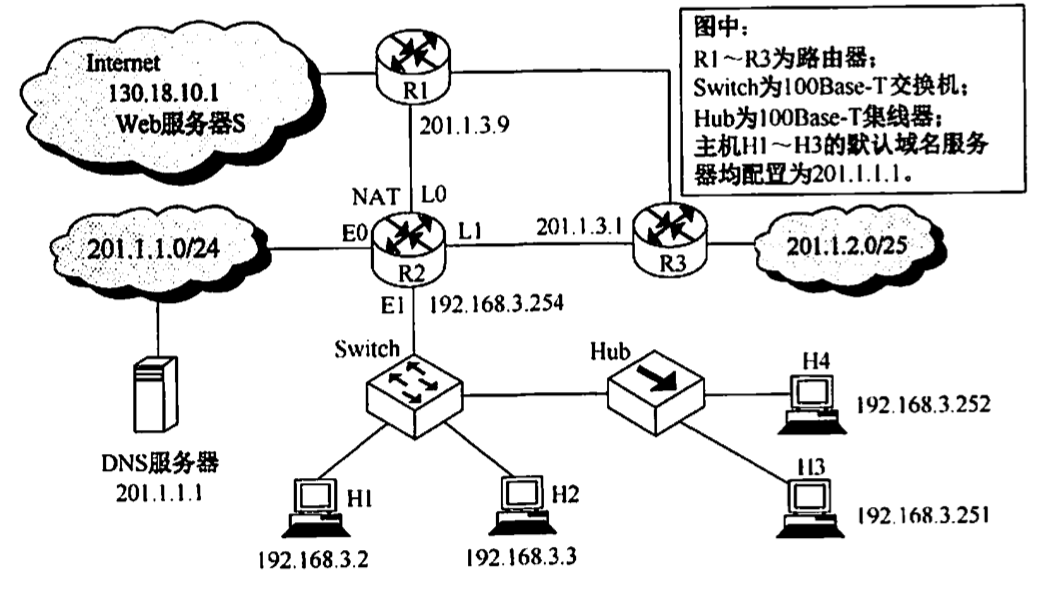 Internet
130.18.10.1
Web服务器S
R1
201.1.3.9
图中:
R1～R3为路由器;
Switch为100Base-T交换机;
Hub为100Base-T集线器;
主机H1～H3的默认域名服务
器均配置为201.1.1.1。
NAT L0
201.1.1.0/24
E0
R2
L1
201.1.3.1
R3
201.1.2.0/25
E1 192.168.3.254
Switch
Hub
H4
192.168.3.252
DNS服务器
201.1.1.1
H1
192.168.3.2
H2
192.168.3.3
H3
192.168.3.251